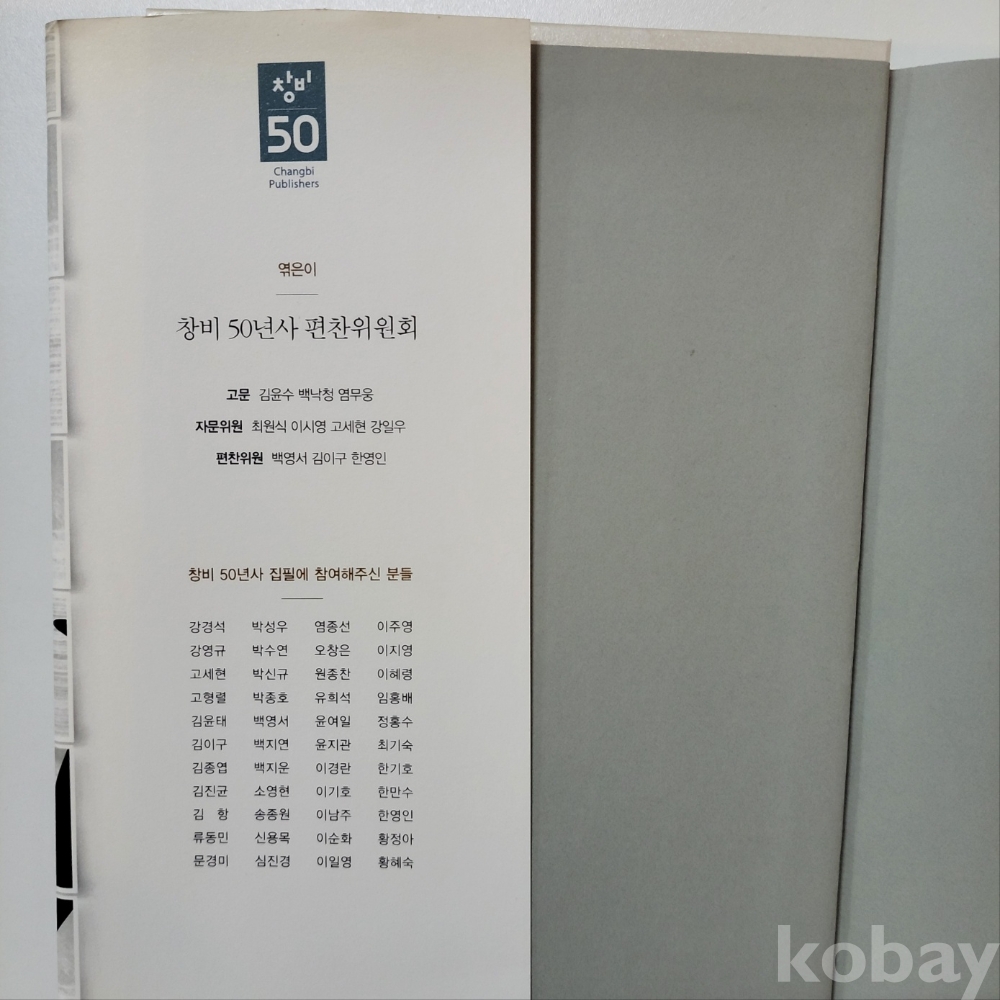 창비
50
Changbi
Publishers
엮은이
창비 50년사 편찬위원회
고문 김윤수 백낙청 염무웅
자문위원 최원식 이시영 고세현 강일우
편찬위원 백영서 김이구 한영인
창비 50년사 집필에 참여해주신 분들
강경석 박성우 염종선 이주영
강영규 박수연 오창은 이지영
고세현 박신규 원종찬 이혜령
고형렬 박종호 유희석 임홍배
김윤태 백영서 윤여일 정홍수
김이구 백지연 윤지관 최기숙
김종엽 백지운 이경란 한기호
김진균 소영현 이기호 한만수
김 항 송종원 이남주 한영인
류동민 신용목 이순화 황정아
문경미 심진경 이일영 황혜숙
kobay